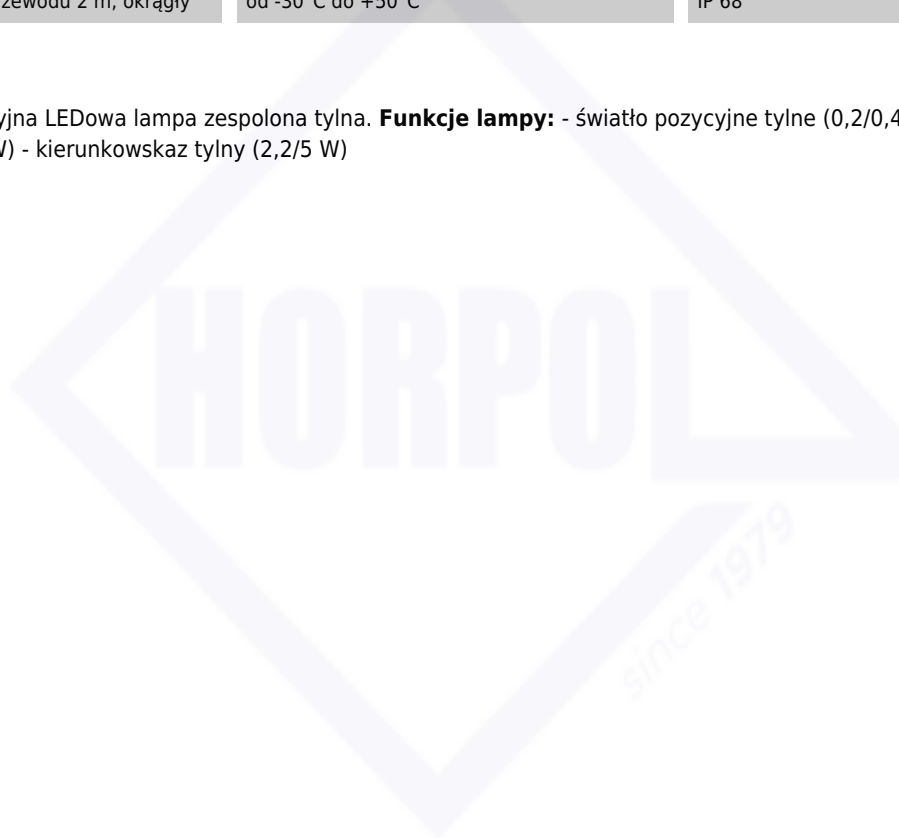 zewodu 2 m, okrągły od -30°C do +50°C IP 68
yjna LEDowa lampa zespolona tylna. Funkcje lampy: - światło pozycyjne tylne (0,2/0,4
W) - kierunkowskaz tylny (2,2/5 W)
HORPOL
since 1979